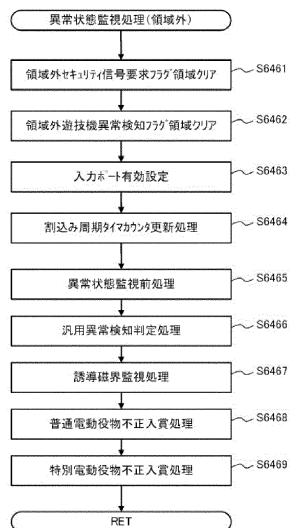 異常状態監視処理(領域外)
領域外ｾｷｭﾘﾃｨ信号要求ﾌﾗｸﾞ領域クリア
S6461
領域外遊技機異常検知ﾌﾗｸﾞ領域クリア
S6462
入力ﾎﾟｰﾄ有効設定
S6463
割込み周期ﾀｲﾏｶｳﾝﾀ更新処理
S6464
異常状態監視前処理
S6465
汎用異常検知判定処理
S6466
誘導磁界監視処理
S6467
普通電動役物不正入賞処理
S6468
特別電動役物不正入賞処理
S6469
RET